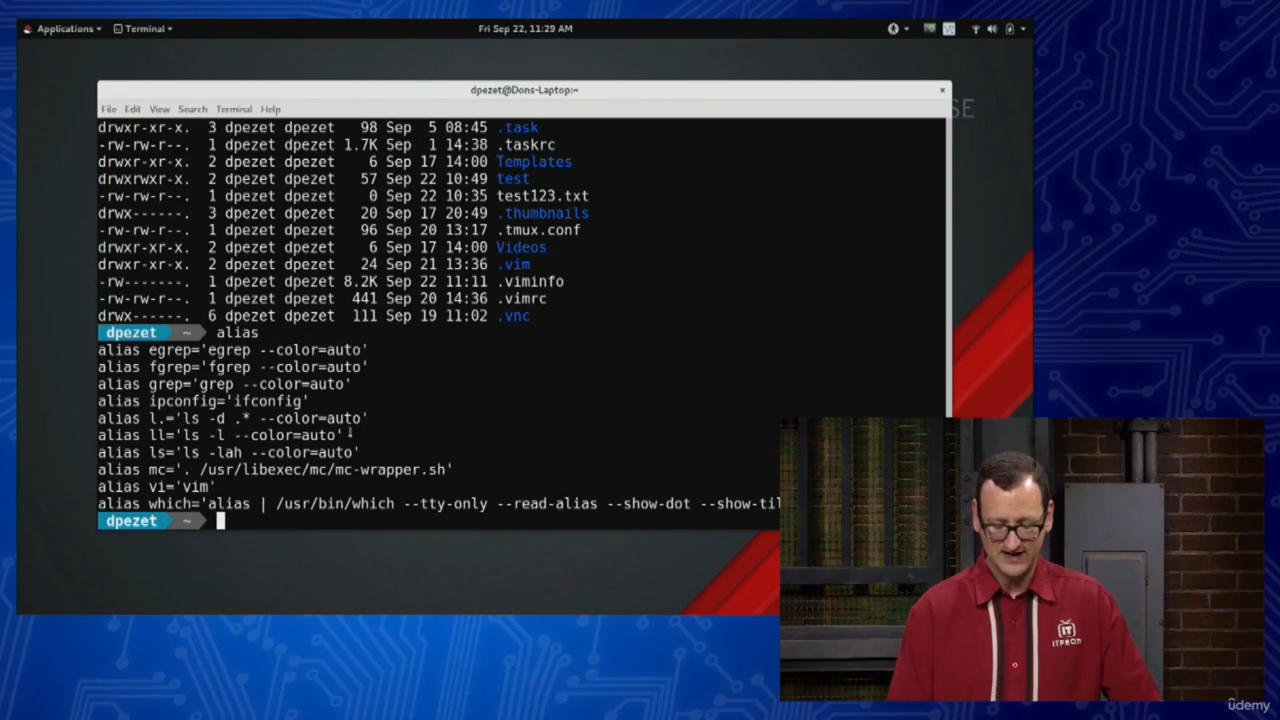 Applications Terminal Fri Sep 22, 11:29 AM
dpezet@Dons-Laptop:~ ×
File Edit View Search Terminal Help
SE
drwxr-xr-x. 3 dpezet dpezet 98 Sep 5 08:45 .task
-rw-rw-r--. 1 dpezet dpezet 1.7K Sep 1 14:38 .taskrc
drwxr-xr-x. 2 dpezet dpezet 6 Sep 17 14:00 Templates
drwxrwxr-x. 2 dpezet dpezet 57 Sep 22 10:49 test
-rw-rw-r--. 1 dpezet dpezet 0 Sep 22 10:35 test123.txt
drwx------. 3 dpezet dpezet 20 Sep 17 20:49 .thumbnails
-rw-rw-r--. 1 dpezet dpezet 96 Sep 20 13:17 .tmux.conf
drwxr-xr-x. 2 dpezet dpezet 6 Sep 17 14:00 Videos
drwxrwxr-x. 2 dpezet dpezet 24 Sep 21 13:36 .vim
-rw-------. 1 dpezet dpezet 8.2K Sep 22 11:11 .viminfo
-rw-rw-r--. 1 dpezet dpezet 441 Sep 20 14:36 .vimrc
drwx------. 6 dpezet dpezet 111 Sep 19 11:02 .vnc
dpezet ~ alias
alias egrep='egrep --color=auto'
alias fgrep='fgrep --color=auto'
alias grep='grep --color=auto'
alias ipconfig='ifconfig'
alias l.='ls -d .* --color=auto'
alias ll='ls -l --color=auto'
alias ls='ls -lah --color=auto'
alias mc='. /usr/libexec/mc/mc-wrapper.sh'
alias vi='vim'
alias which='alias | /usr/bin/which --tty-only --read-alias --show-dot --show-til
dpezet ~
IT
ITPROTV
ûdemy